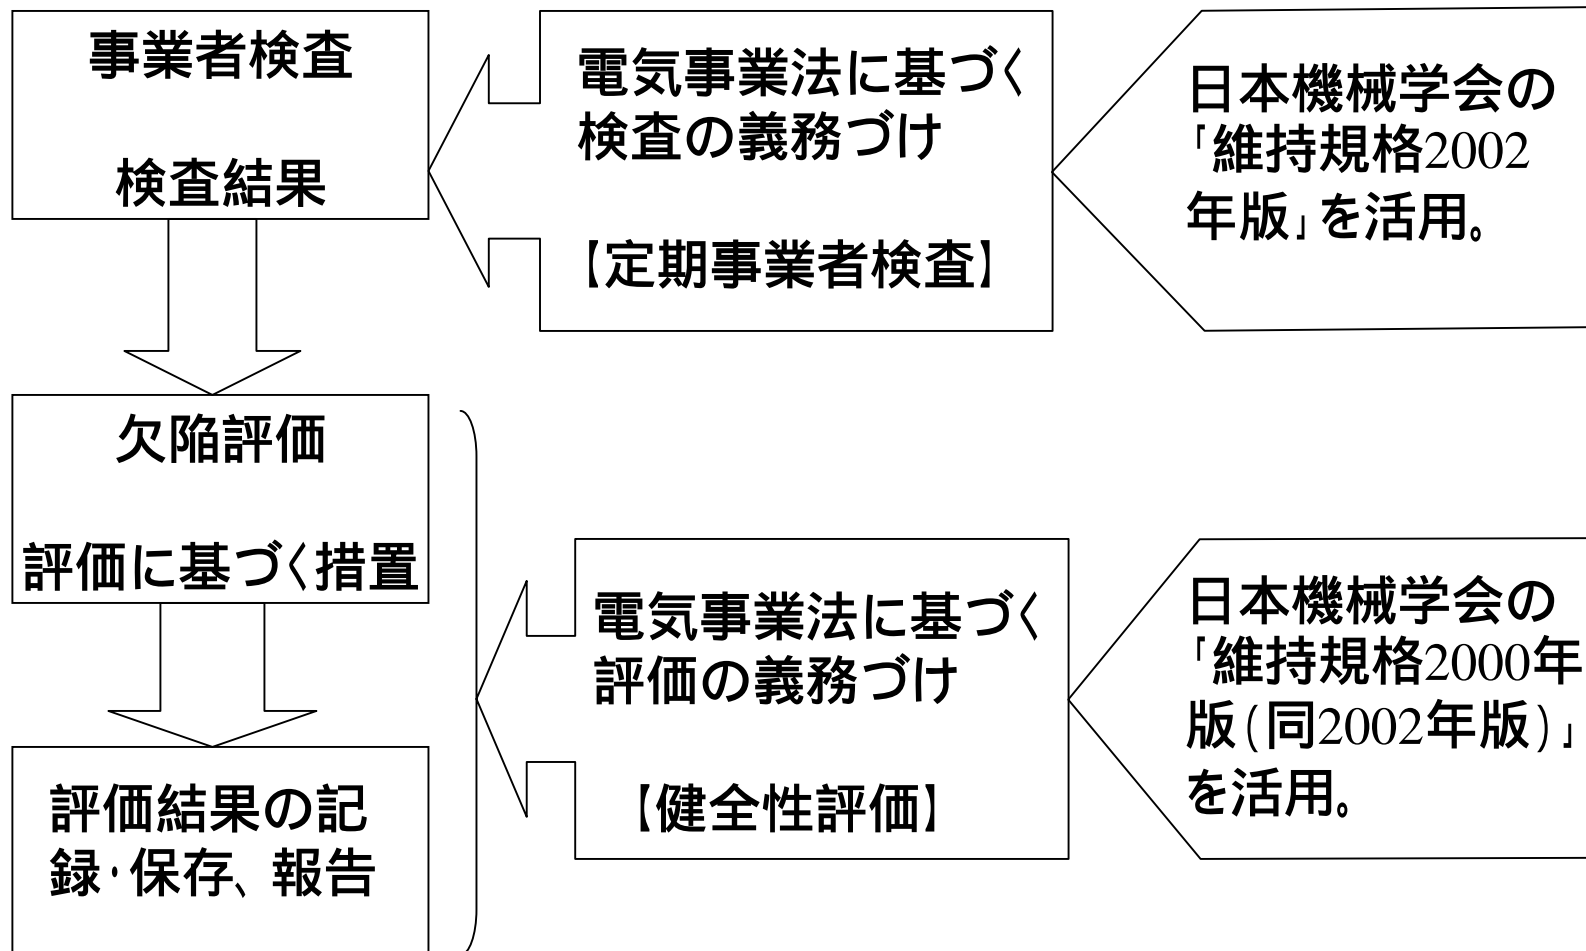 事業者検査
検査結果
電気事業法に基づく
検査の義務づけ
【定期事業者検査】
日本機械学会の
「維持規格2002
年版」を活用。
欠陥評価
評価に基づく措置
電気事業法に基づく
評価の義務づけ
【健全性評価】
日本機械学会の
「維持規格2000年
版(同2002年版)」
を活用。
評価結果の記
録・保存、報告